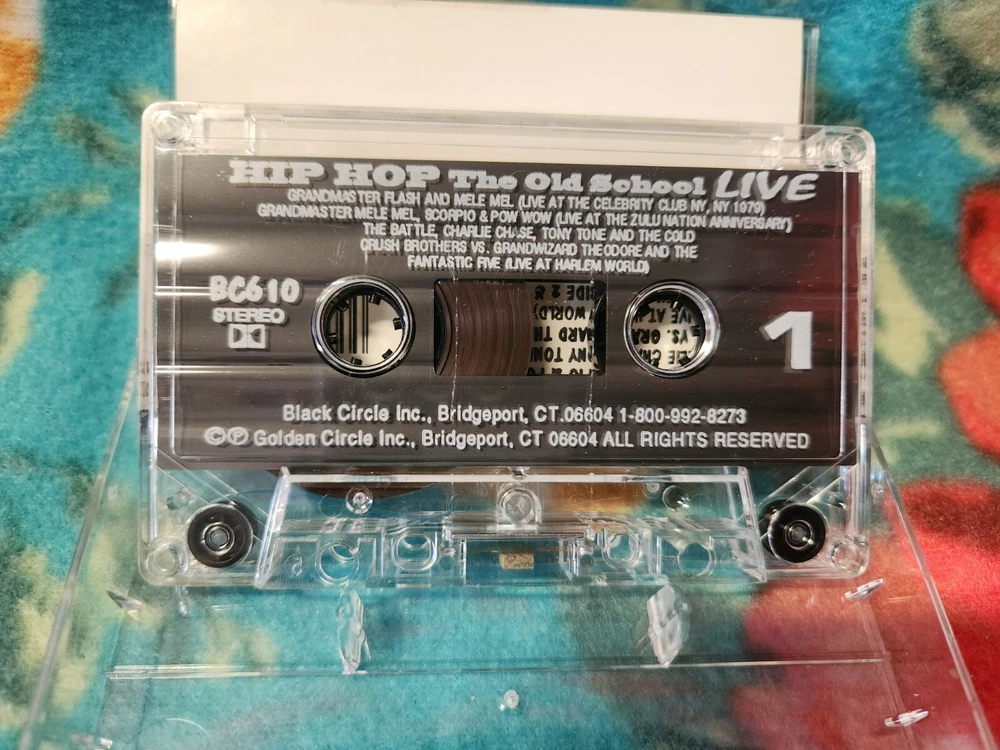 HIP HOP The Old School LIVE
GRANDMASTER FLASH AND MELE MEL (LIVE AT THE CELEBRITY CLUB NY, NY 1979)
GRANDMASTER MELE MEL, SCORPIO & POW WOW (LIVE AT THE ZULU NATION ANNIVERSARY)
THE BATTLE, CHARLIE CHASE, TONY TONE AND THE COLD
CRUSH BROTHERS VS. GRANDWIZARD THEODORE AND THE
FANTASTIC FIVE (LIVE AT HARLEM WORLD)
BC610
STEREO
1
Black Circle Inc., Bridgeport, CT.06604 1-800-992-8273
©℗ Golden Circle Inc., Bridgeport, CT 06604 ALL RIGHTS RESERVED